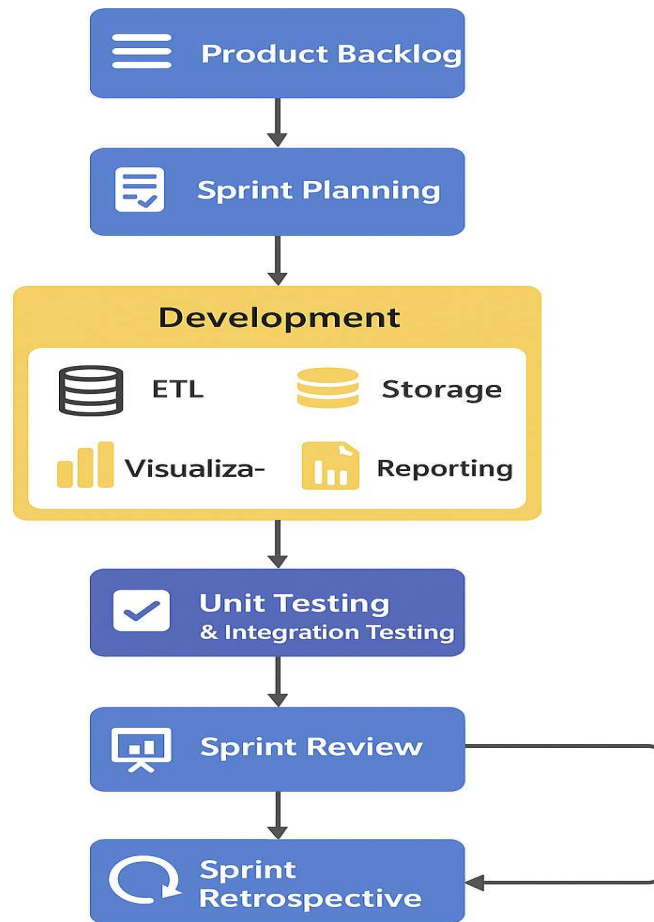 Product Backlog
Sprint Planning
Development
ETL
Storage
Visualiza-
Reporting
Unit Testing
& Integration Testing
Sprint Review
Sprint
Retrospective